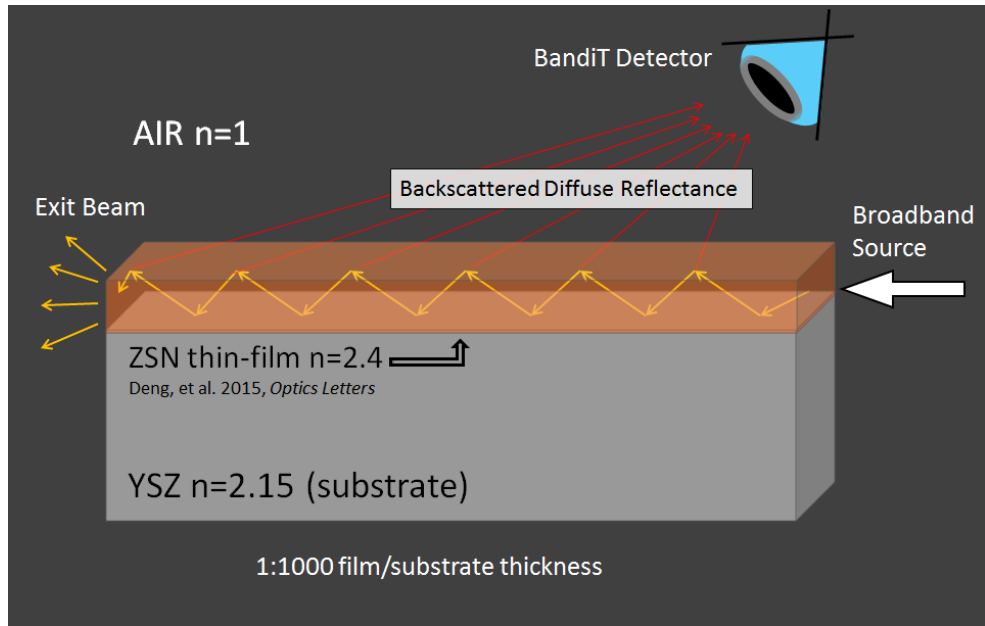 BandiT Detector
AIR n=1
Backscattered Diffuse Reflectance
Exit Beam
Broadband
Source
ZSN thin-film n=2.4
Deng, et al. 2015, Optics Letters
YSZ n=2.15 (substrate)
1:1000 film/substrate thickness